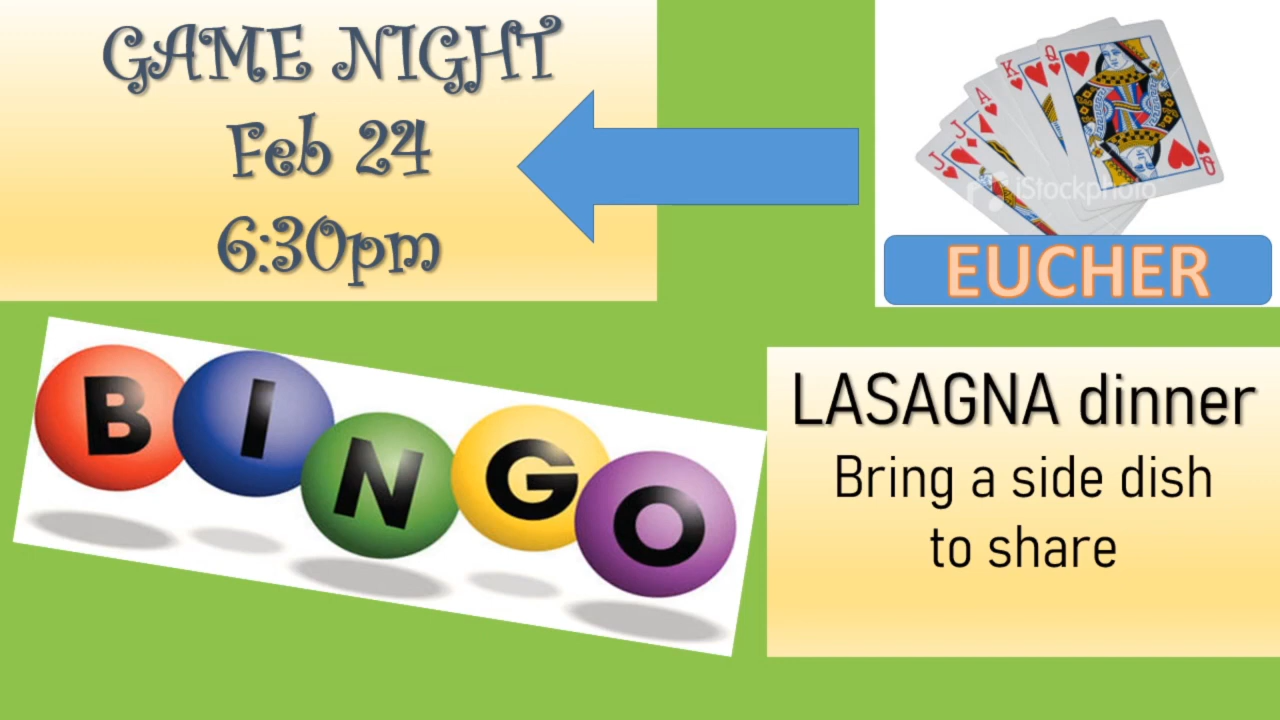 GAME NIGHT
Feb 24
6:30pm
J
J
A
K
Q
Q
iStockphoto
EUCHER
BINGO
LASAGNA dinner
Bring a side dish
to share